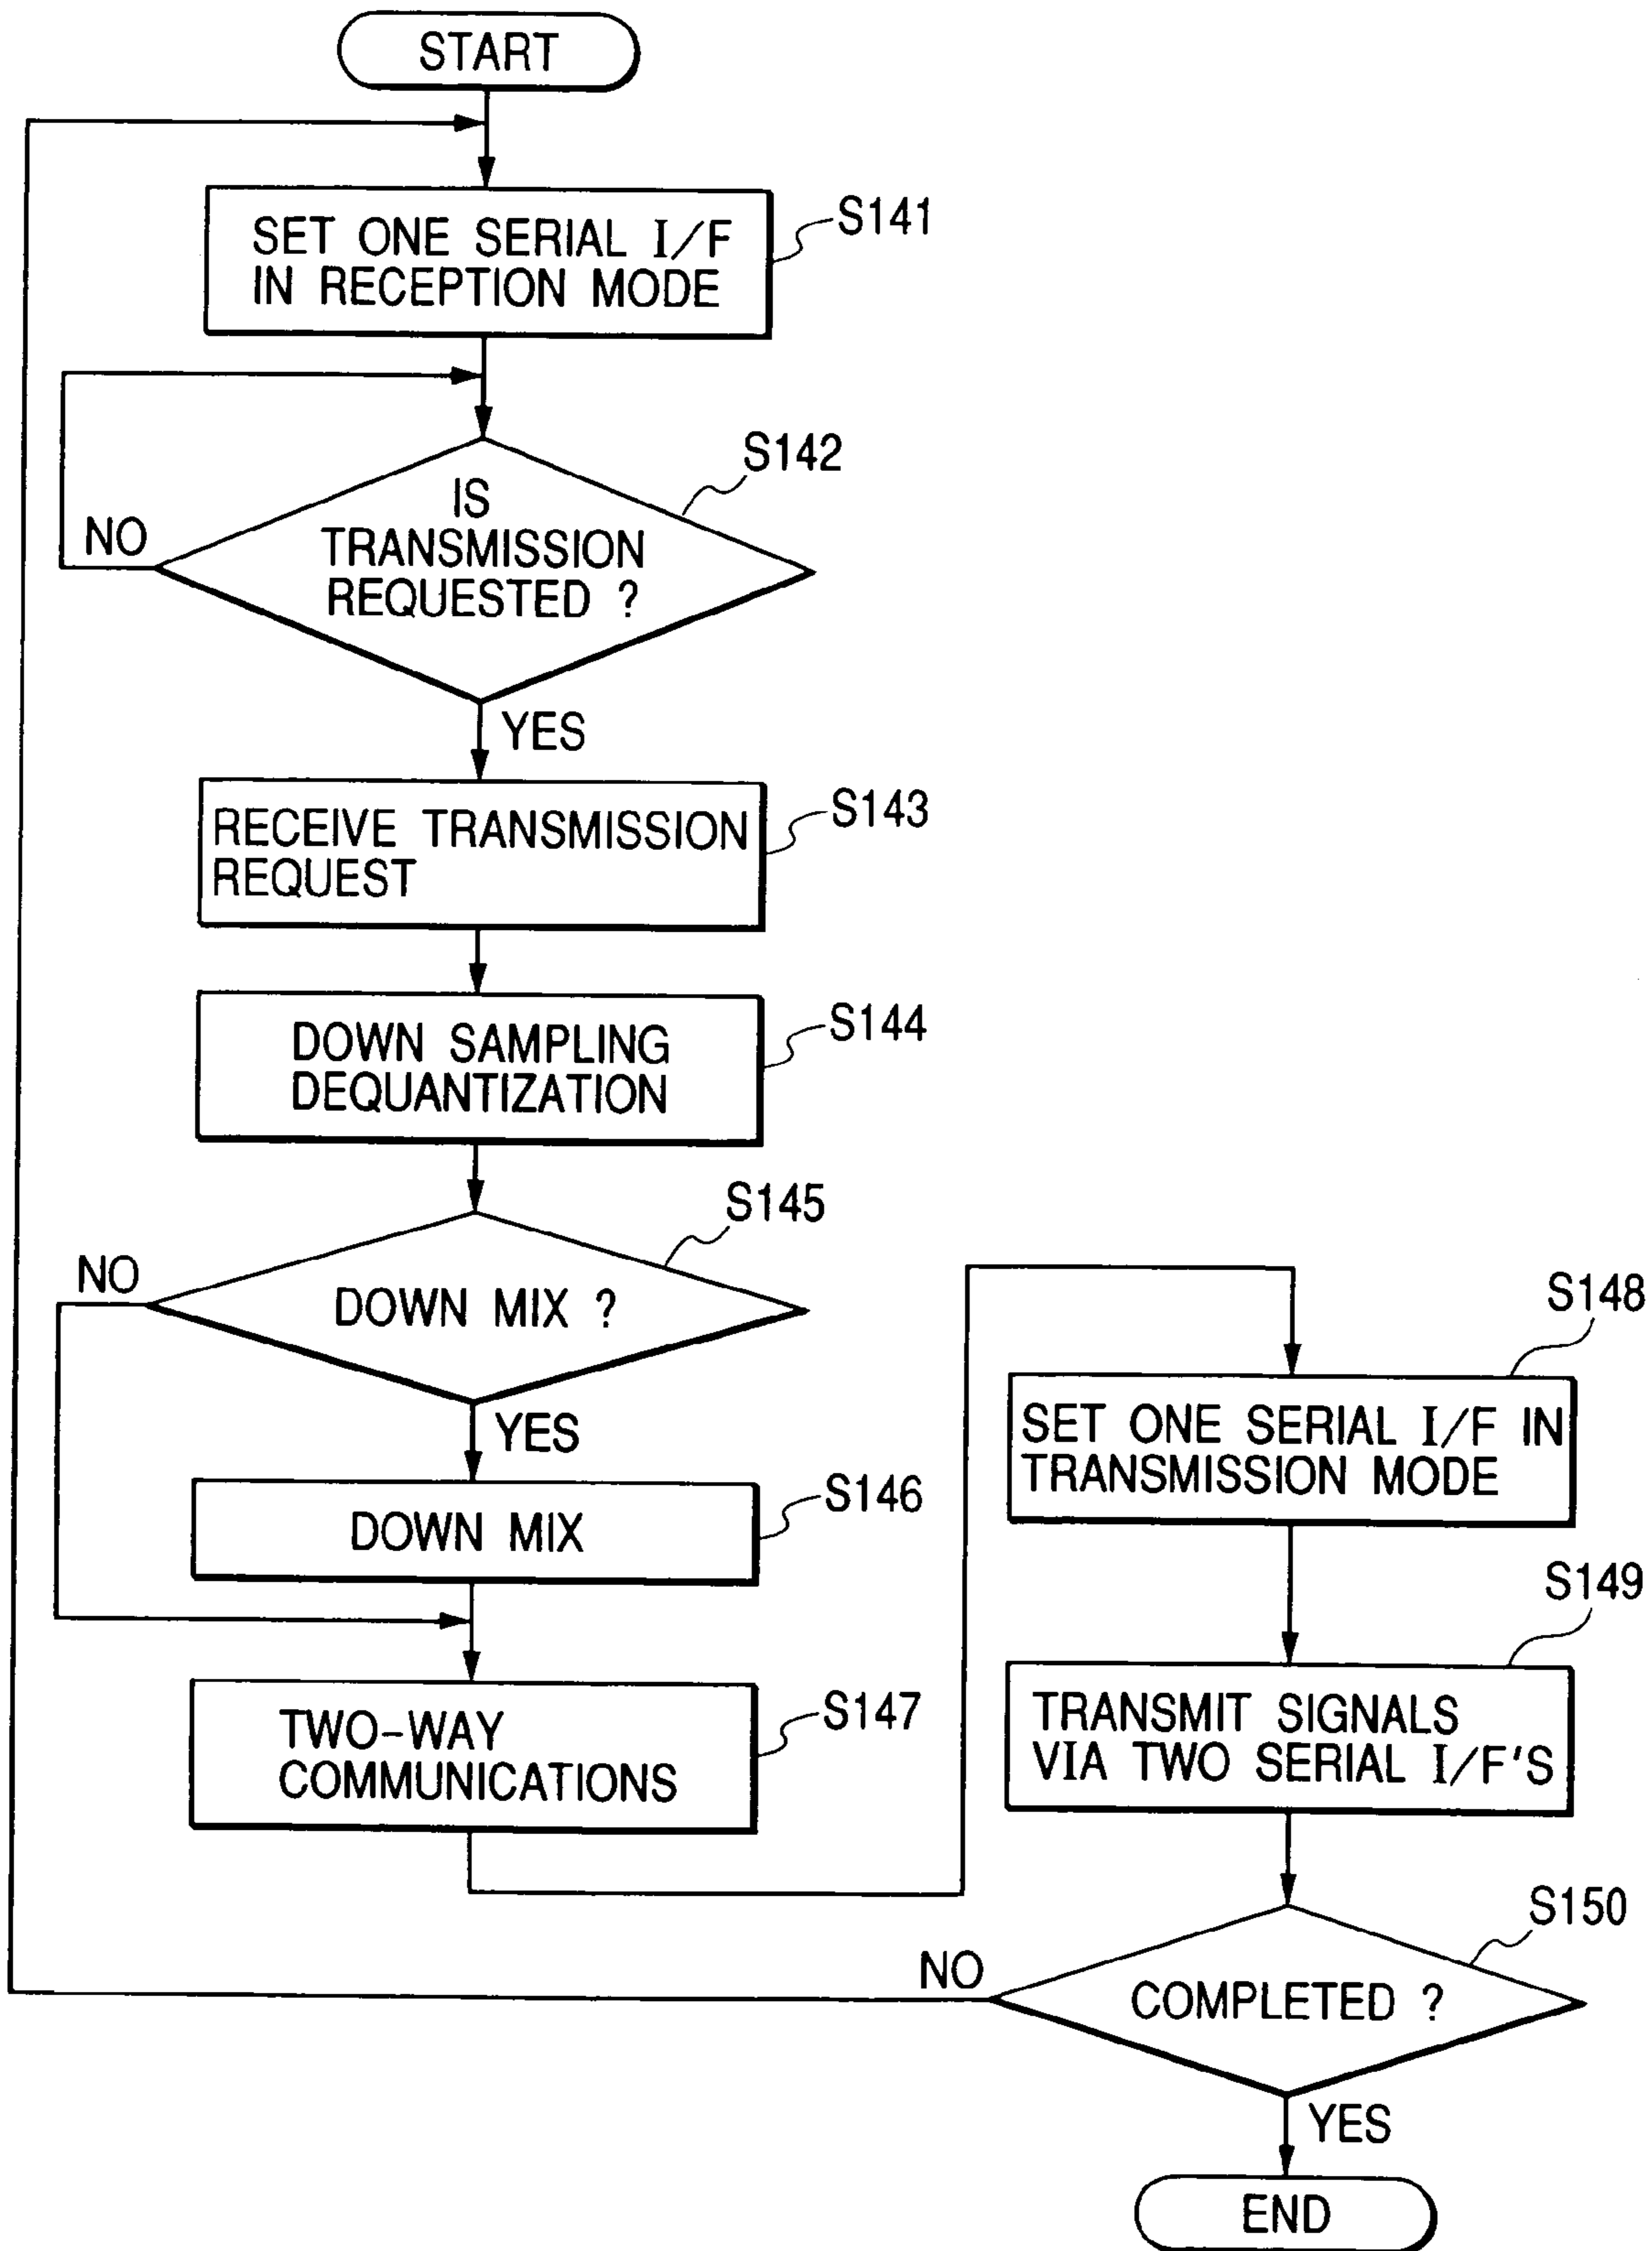 START
SET ONE SERIAL I/F
IN RECEPTION MODE
S141
S142
IS
TRANSMISSION
REQUESTED ?
NO
YES
RECEIVE TRANSMISSION
REQUEST
S143
DOWN SAMPLING
DEQUANTIZATION
S144
S145
NO
DOWN MIX ?
YES
DOWN MIX
S146
TWO-WAY
COMMUNICATIONS
S147
S148
SET ONE SERIAL I/F IN
TRANSMISSION MODE
S149
TRANSMIT SIGNALS
VIA TWO SERIAL I/F'S
S150
NO
COMPLETED ?
YES
END